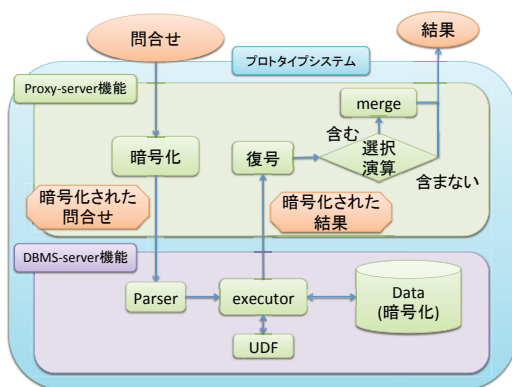 問合せ
結果
プロトタイプシステム
Proxy-server機能
merge
含む
選択
演算
暗号化
復号
含まない
暗号化された
問合せ
暗号化された
結果
DBMS-server機能
Parser
executor
Data
(暗号化)
UDF